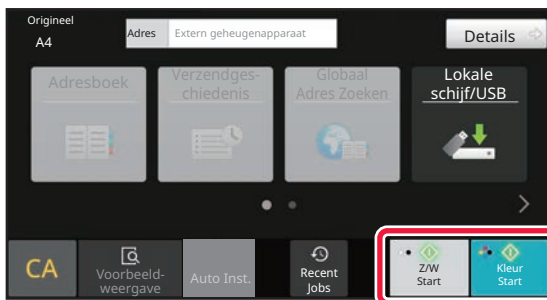 Origineel
A4
Adres
Extern geheugenapparaat
Details
Adresboek
Verzendges-
chiedenis
Globaal
Adres Zoeken
Lokale
schijf/USB
CA
Voorbeeld-
weergave
Auto Inst.
Recent
Jobs
Z/W
Start
Kleur
Start